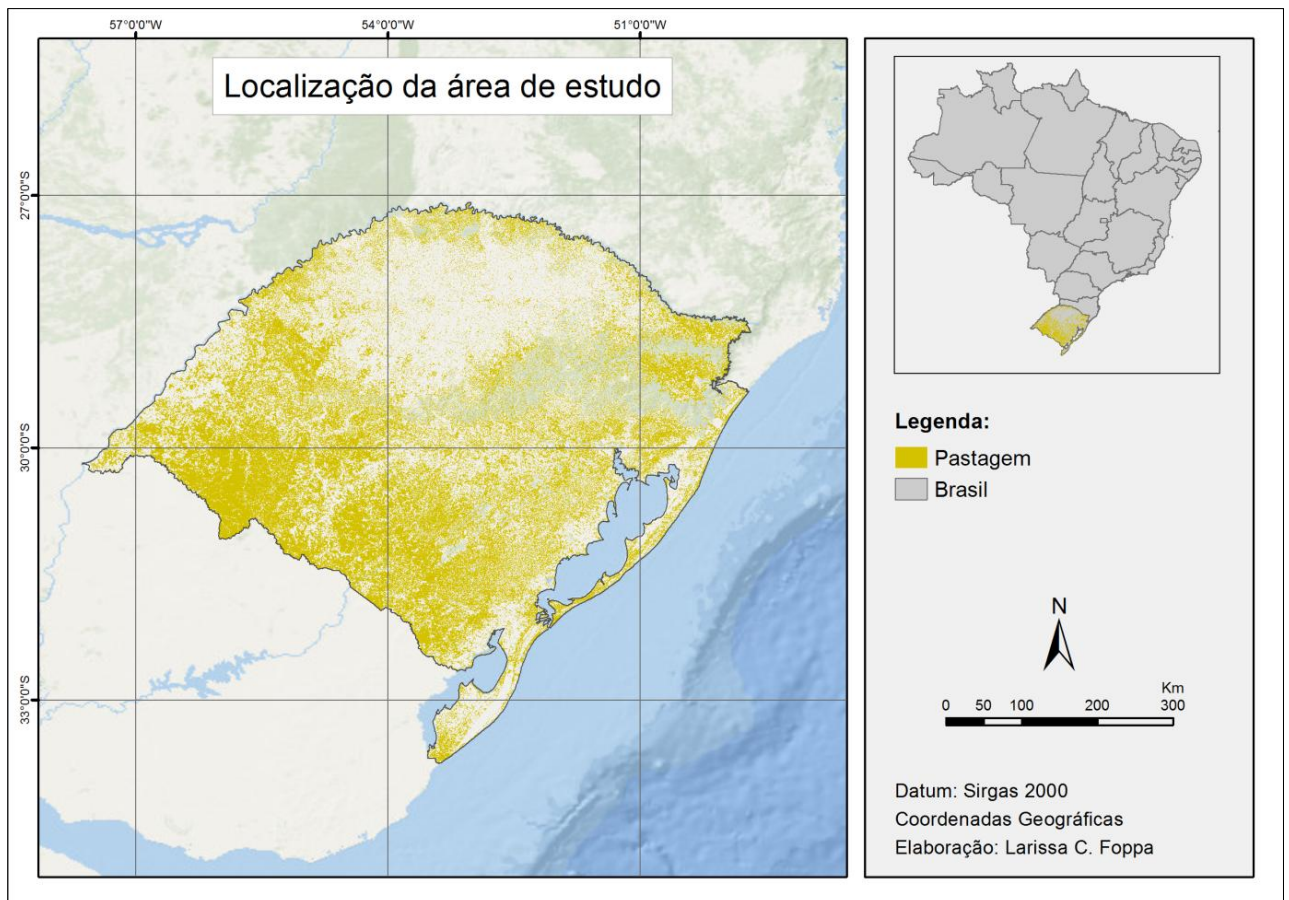 57°0'0"W
54°0'0"W
51°0'0"W
Localização da área de estudo
27°0'0"S
30°0'0"S
33°0'0"S
Legenda:
Pastagem
Brasil
N
Km
0 50 100 200 300
Datum: Sirgas 2000
Coordenadas Geográficas
Elaboração: Larissa C. Foppa